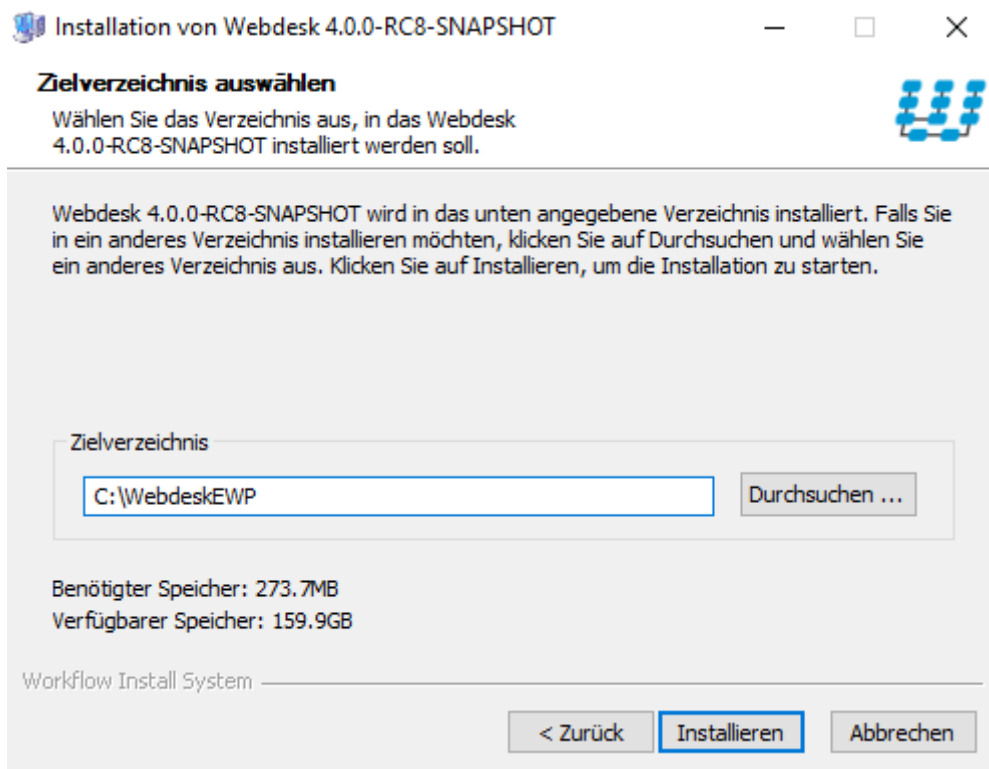 Installation von Webdesk 4.0.0-RC8-SNAPSHOT
Zielverzeichnis auswählen
Wählen Sie das Verzeichnis aus, in das Webdesk
4.0.0-RC8-SNAPSHOT installiert werden soll.
Webdesk 4.0.0-RC8-SNAPSHOT wird in das unten angegebene Verzeichnis installiert. Falls Sie
in ein anderes Verzeichnis installieren möchten, klicken Sie auf Durchsuchen und wählen Sie
ein anderes Verzeichnis aus. Klicken Sie auf Installieren, um die Installation zu starten.
Zielverzeichnis
C:\WebdeskEWP
Durchsuchen ...
Benötigter Speicher: 273.7MB
Verfügbarer Speicher: 159.9GB
Workflow Install System
< Zurück
Installieren
Abbrechen